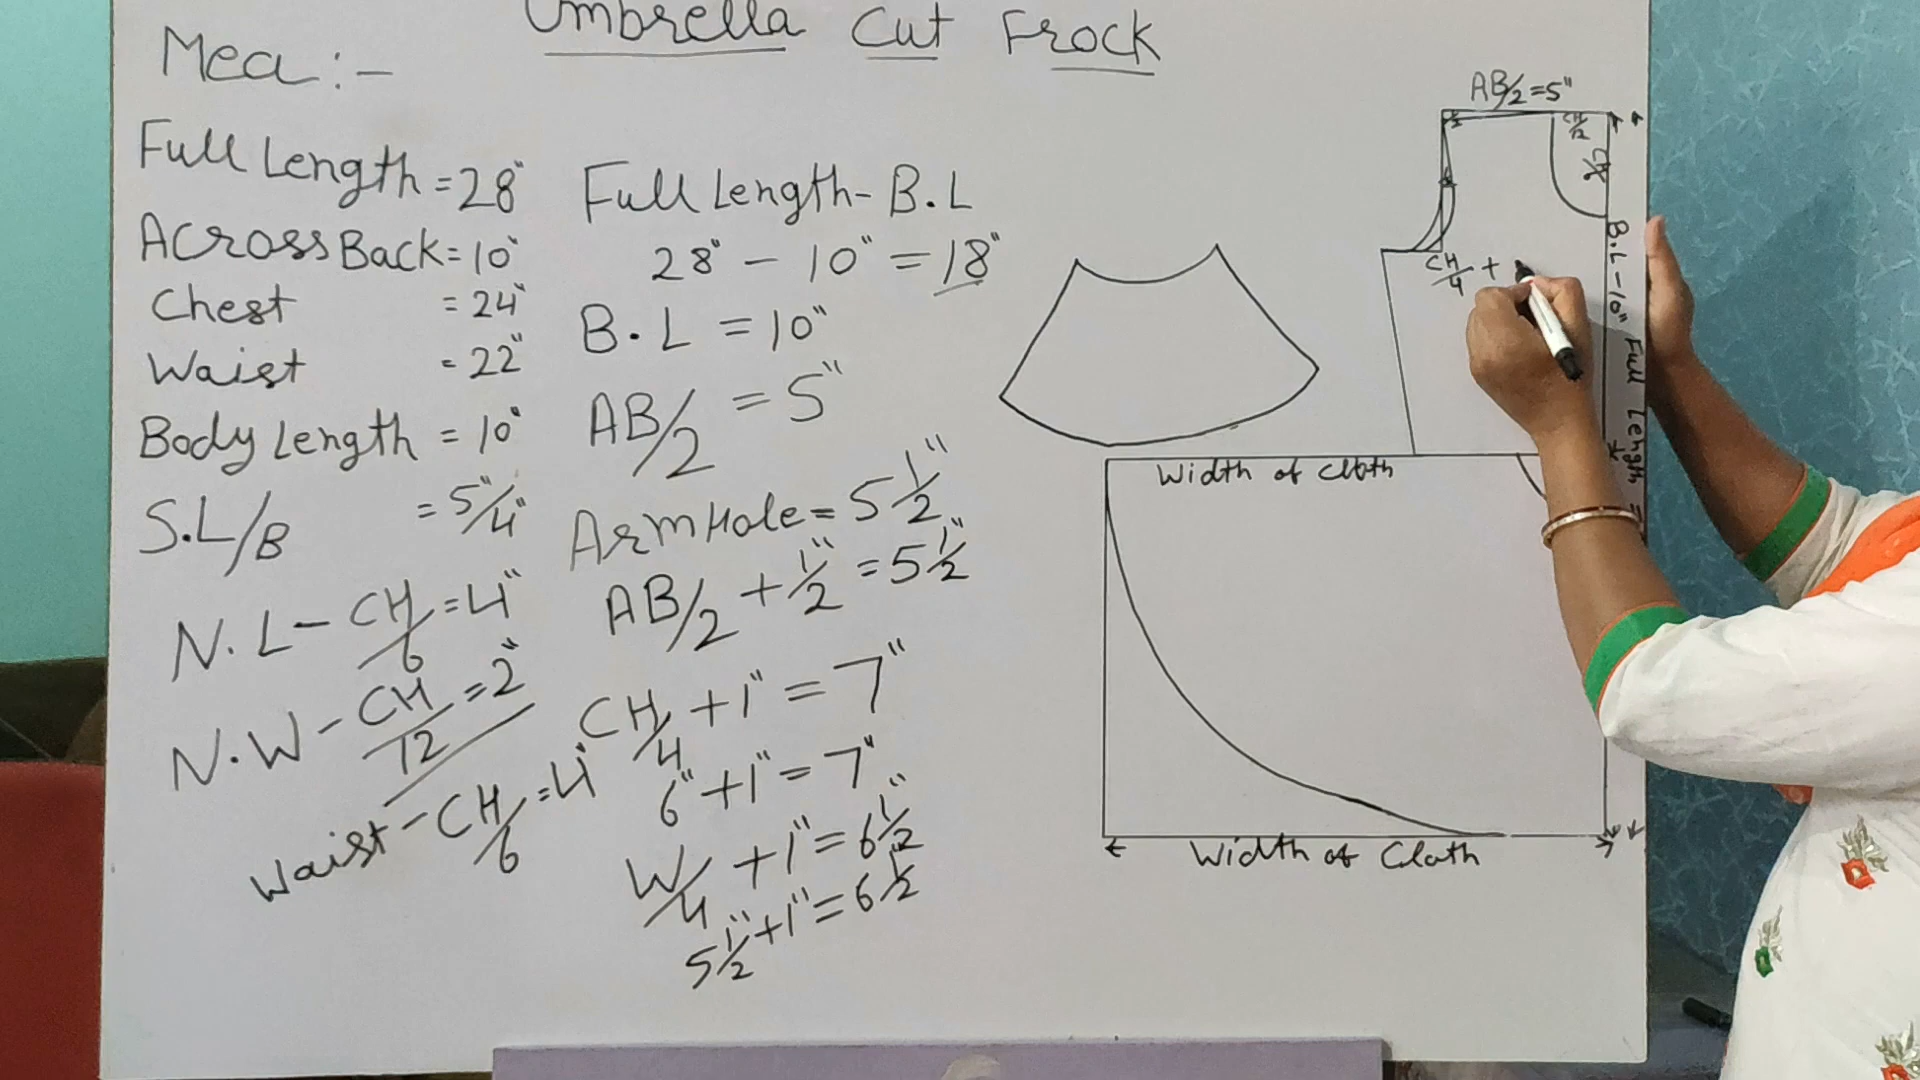 Umbrella Cut Frock
Mea :-
Full Length = 28"
Across Back = 10"
Chest = 24"
Waist = 22"
Body Length = 10"
S.L/B = 5"/4"
N.L - CH/6 = 4"
N.W - CH/12 = 2"
Waist - CH/6 = 4"
Full Length - B.L
28" - 10" = 18"
B.L = 10"
AB/2 = 5"
ArmHole = 5 1/2"
AB/2 + 1/2" = 5 1/2"
CH/4 + 1" = 7"
6" + 1" = 7"
W/4 + 1" = 6 1/2"
5 1/2" + 1" = 6 1/2
AB/2 = 5"
CH/12
CH/4 +
B.L - 10"
Full Length =
Width of cloth
Width of Cloth